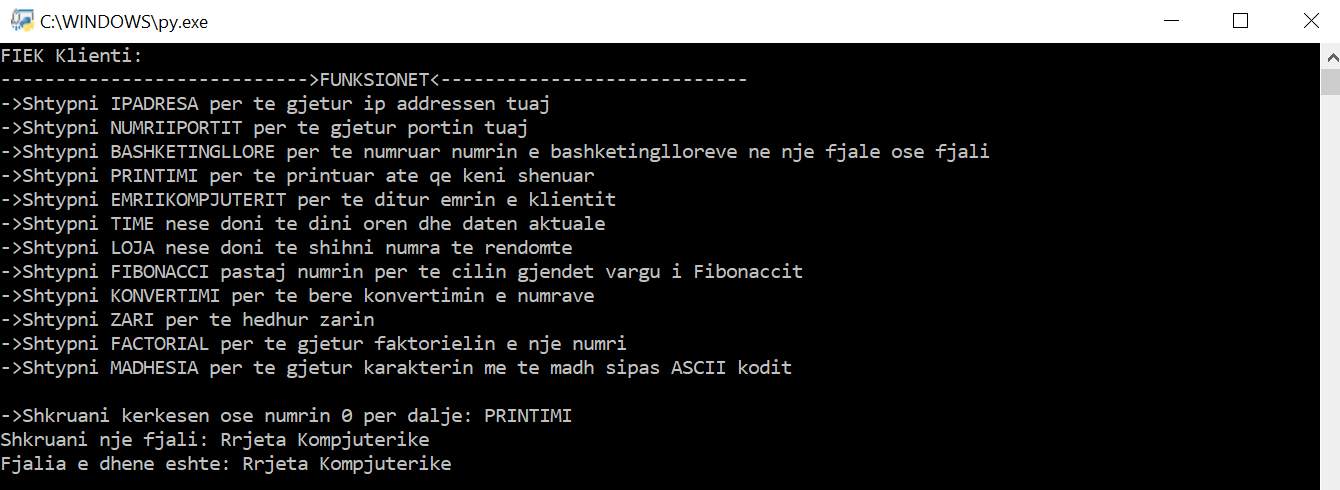 C:\WINDOWS\py.exe
FIEK Klienti:
---------------------------->FUNKSIONET<----------------------------
->Shtypni IPADRESA per te gjetur ip addressen tuaj
->Shtypni NUMRIIPORTIT per te gjetur portin tuaj
->Shtypni BASHKETINGLLORE per te numruar numrin e bashketinglloreve ne nje fjale ose fjali
->Shtypni PRINTIMI per te printuar ate qe keni shenuar
->Shtypni EMRIIKOMPJUTERIT per te ditur emrin e klientit
->Shtypni TIME nese doni te dini oren dhe daten aktuale
->Shtypni LOJA nese doni te shihni numra te rendomte
->Shtypni FIBONACCI pastaj numrin per te cilin gjendet vargu i Fibonaccit
->Shtypni KONVERTIMI per te bere konvertimin e numrave
->Shtypni ZARI per te hedhur zarin
->Shtypni FACTORIAL per te gjetur faktorielin e nje numri
->Shtypni MADHESIA per te gjetur karakterin me te madh sipas ASCII kodit
->Shkruani kerkesen ose numrin 0 per dalje: PRINTIMI
Shkruani nje fjali: Rrjeta Kompjuterike
Fjalia e dhene eshte: Rrjeta Kompjuterike